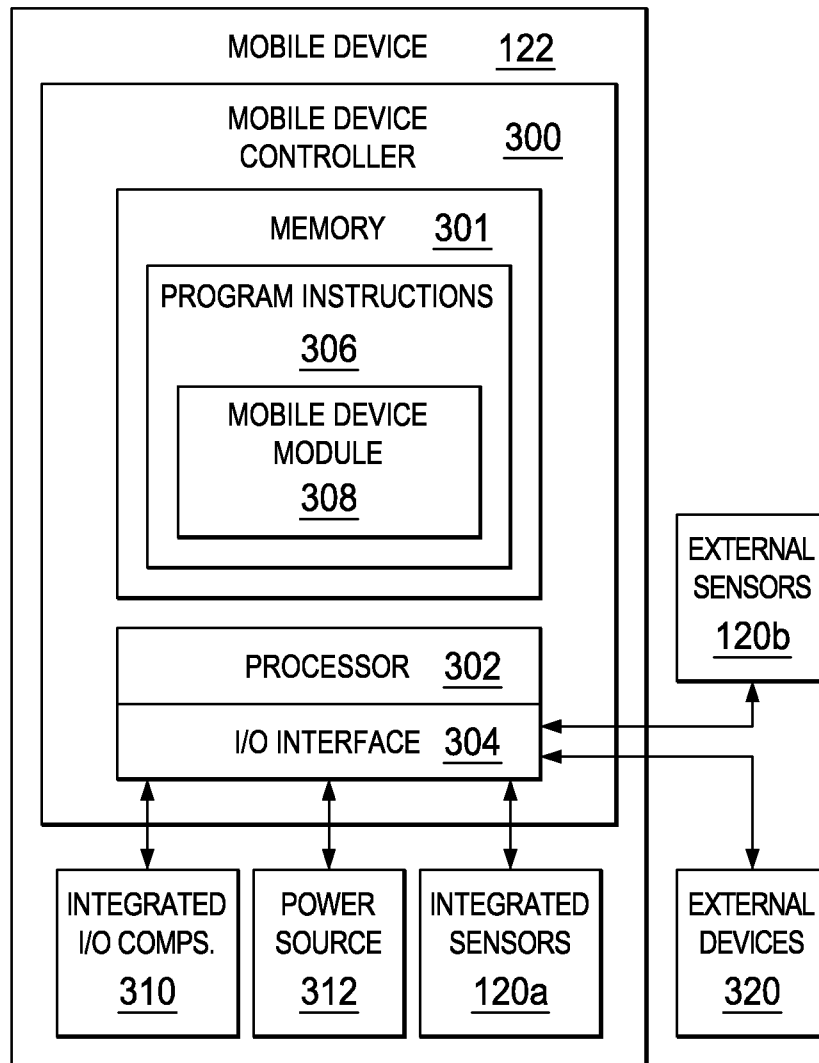 MOBILE DEVICE 122
MOBILE DEVICE
CONTROLLER 300
MEMORY 301
PROGRAM INSTRUCTIONS
306
MOBILE DEVICE
MODULE
308
PROCESSOR 302
I/O INTERFACE 304
EXTERNAL
SENSORS
120b
INTEGRATED
I/O COMPS.
310
POWER
SOURCE
312
INTEGRATED
SENSORS
120a
EXTERNAL
DEVICES
320